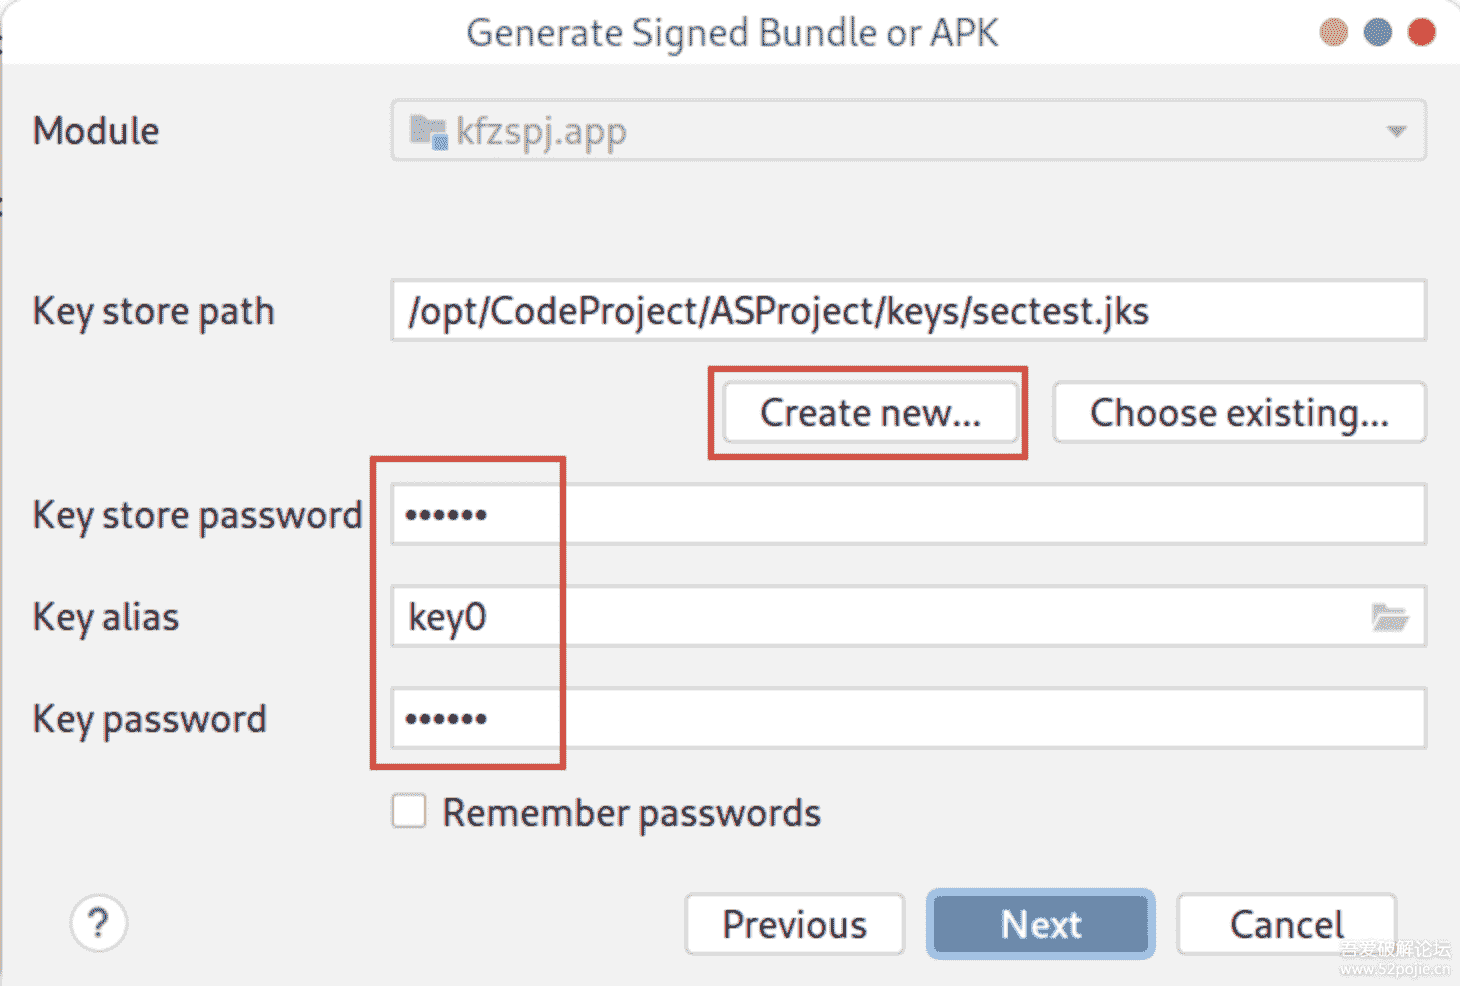 Generate Signed Bundle or APK
Module
kfzspj.app
Key store path
/opt/CodeProject/ASProject/keys/sectest.jks
Create new...
Choose existing...
Key store password
••••••
Key alias
key0
Key password
••••••
Remember passwords
?
Previous
Next
Cancel
吾爱破解论坛
www.52pojie.cn